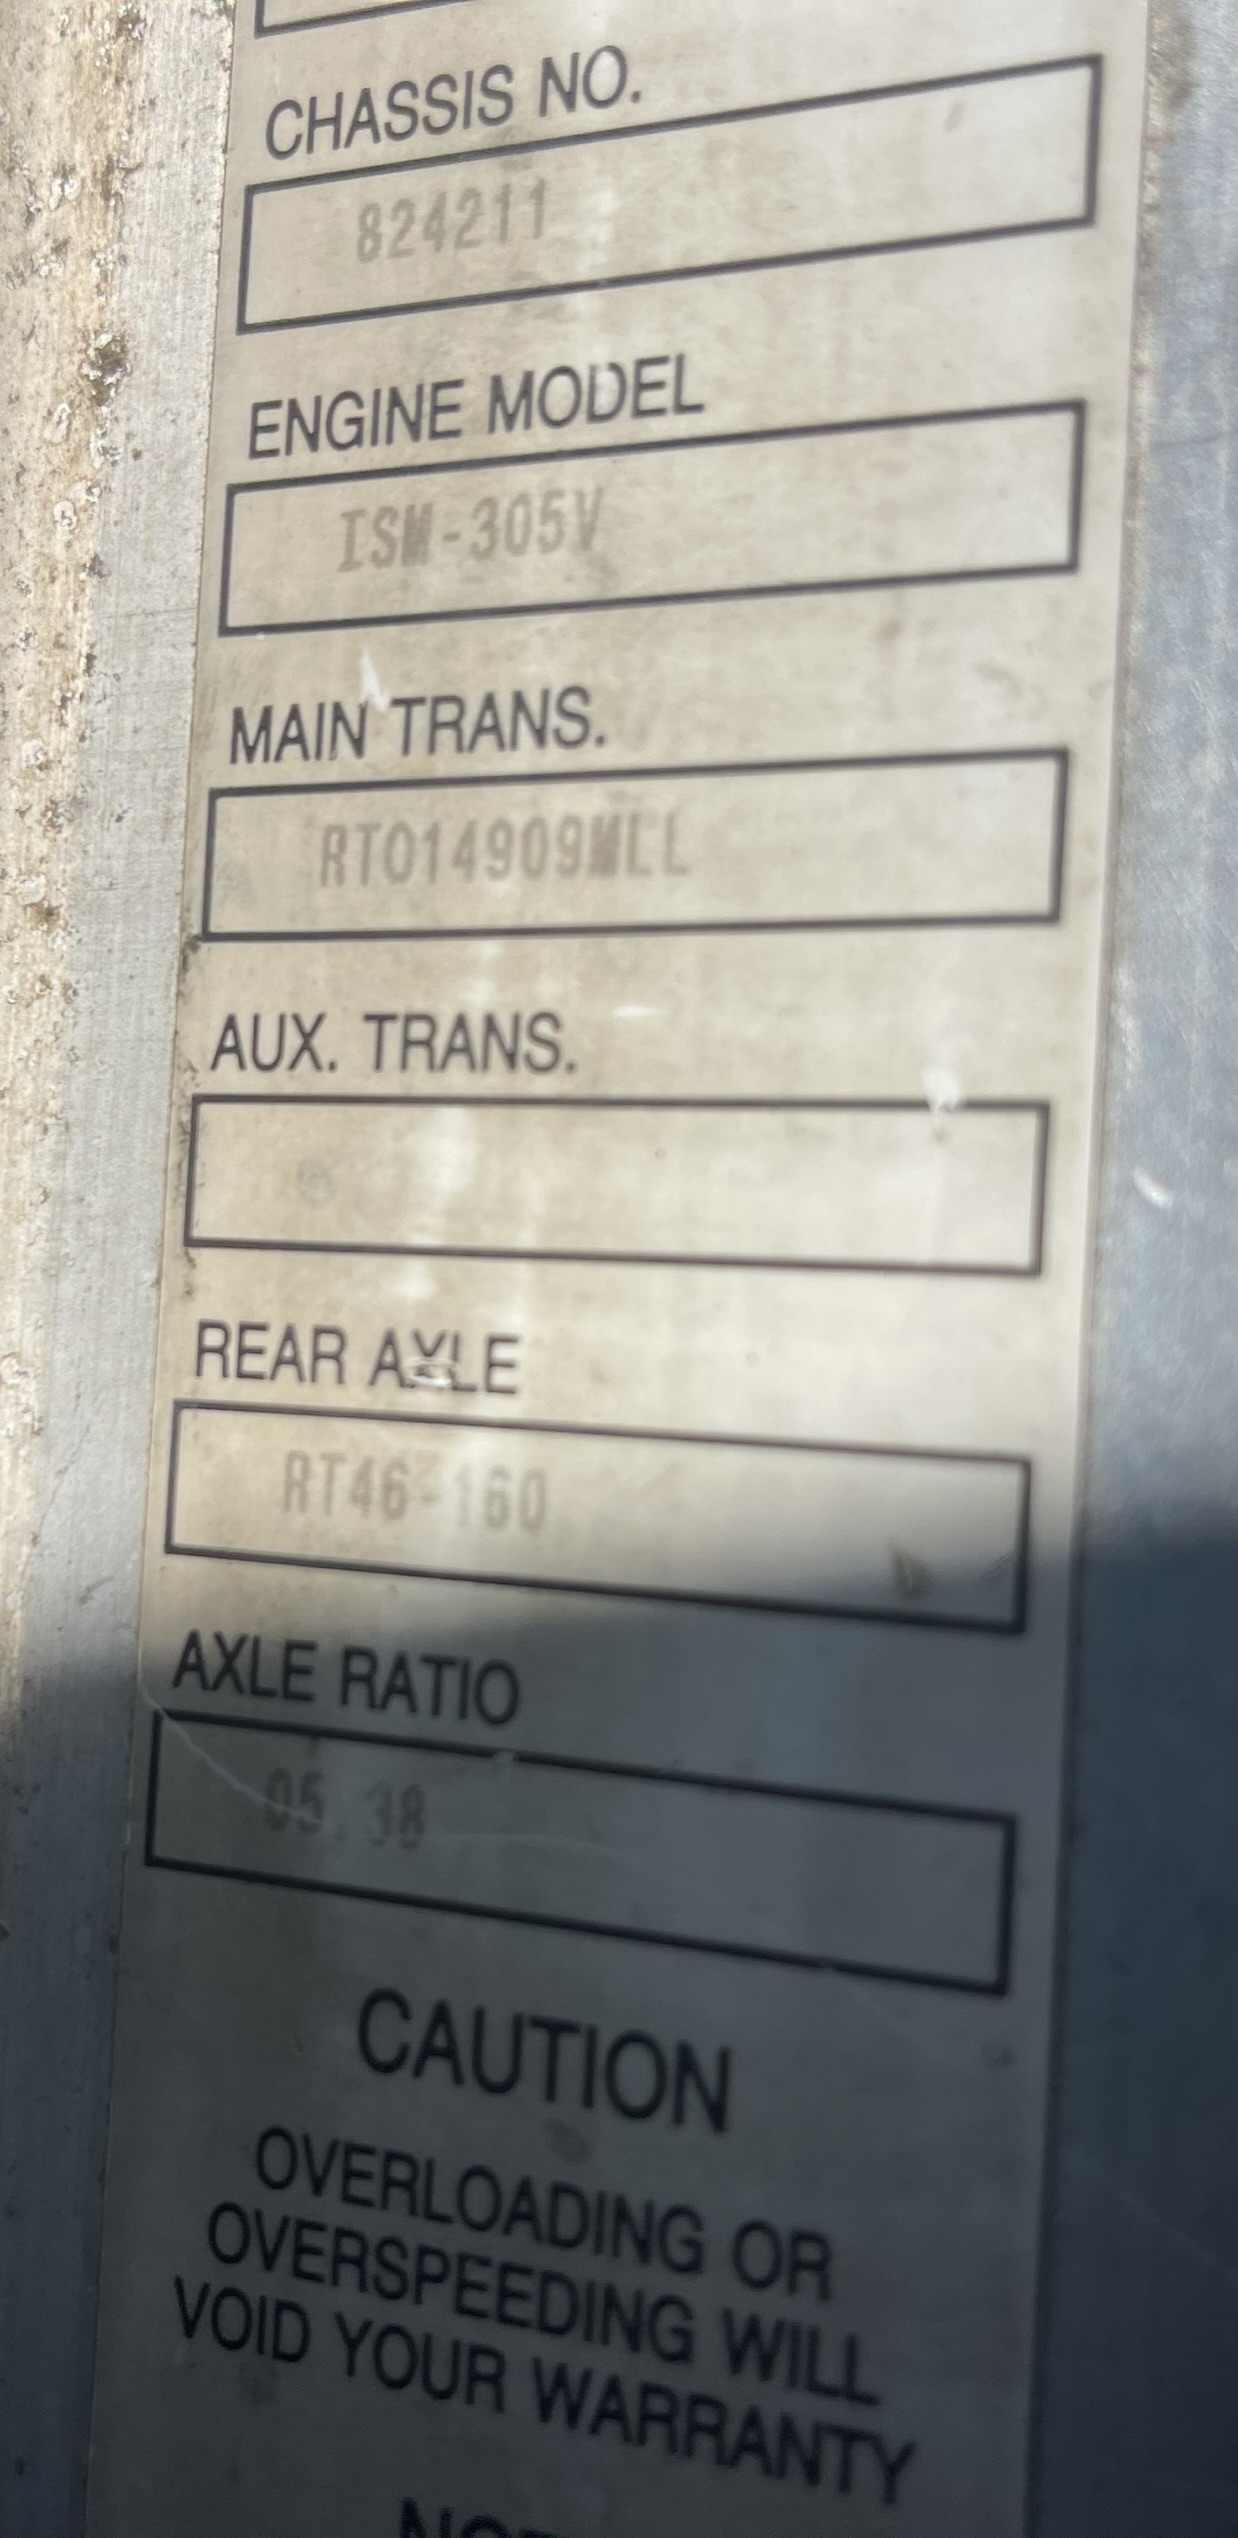 CHASSIS NO.
824211
ENGINE MODEL
ISM-305V
MAIN TRANS.
RTO14909MLL
AUX. TRANS.
REAR AXLE
RT46-160
AXLE RATIO
05.38
CAUTION
OVERLOADING OR
OVERSPEEDING WILL
VOID YOUR WARRANTY